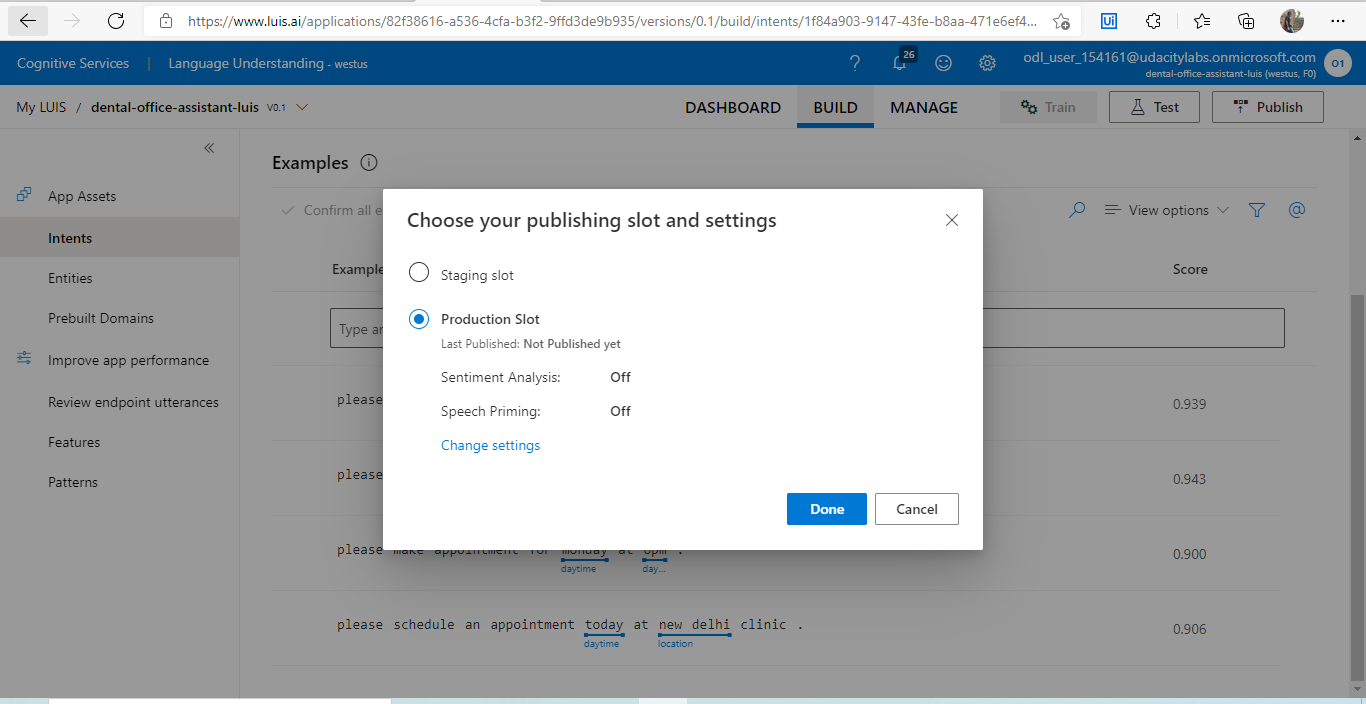 https://www.luis.ai/applications/82f38616-a536-4cfa-b3f2-9ffd3de9b935/versions/0.1/build/intents/1f84a903-9147-43fe-b8aa-471e6ef4...
Cognitive Services | Language Understanding - westus
26
odl_user_154161@udacitylabs.onmicrosoft.com
dental-office-assistant-luis (westus, F0)
O1
My LUIS / dental-office-assistant-luis V0.1
DASHBOARD BUILD MANAGE Train Test Publish
App Assets
Intents
Entities
Prebuilt Domains
Improve app performance
Review endpoint utterances
Features
Patterns
Examples
Confirm all e
View options
Example
Score
Type an
please
0.939
please
0.943
please make appointment for monday at 6pm .
daytime day...
0.900
please schedule an appointment today at new delhi clinic .
daytime location
0.906
Choose your publishing slot and settings
Staging slot
Production Slot
Last Published: Not Published yet
Sentiment Analysis: Off
Speech Priming: Off
Change settings
Done Cancel